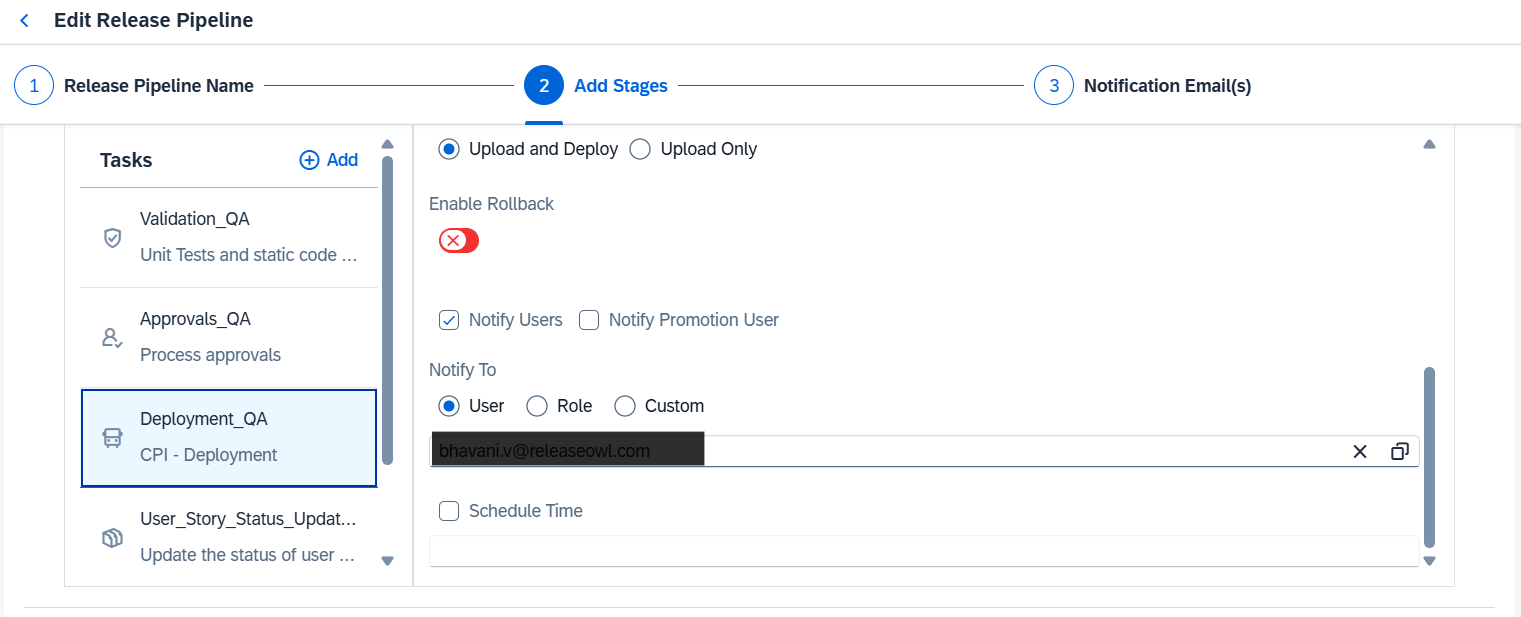 Edit Release Pipeline
1 Release Pipeline Name 2 Add Stages 3 Notification Email(s)
Tasks Add
Validation_QA
Unit Tests and static code ...
Approvals_QA
Process approvals
Deployment_QA
CPI - Deployment
User_Story_Status_Updat...
Update the status of user ...
Upload and Deploy Upload Only
Enable Rollback
Notify Users Notify Promotion User
Notify To
User Role Custom
bhavani.v@releaseowl.com
Schedule Time